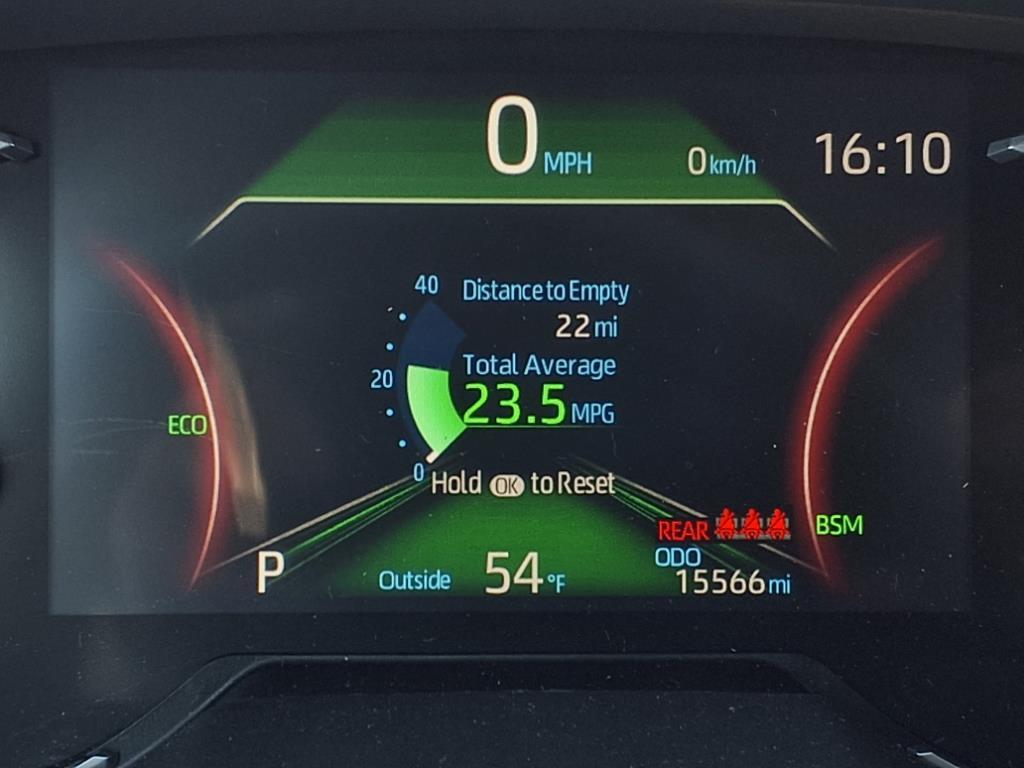 0 MPH 0 km/h 16:10
40 Distance to Empty
22 mi
Total Average
20
23.5 MPG
ECO
0
Hold OK to Reset
REAR BSM
ODO
P Outside 54 °F 15566 mi